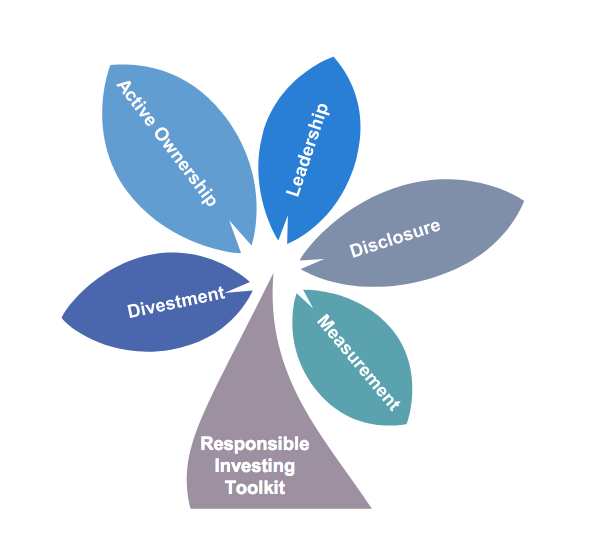 Active Ownership
Leadership
Disclosure
Divestment
Measurement
Responsible
Investing
Toolkit